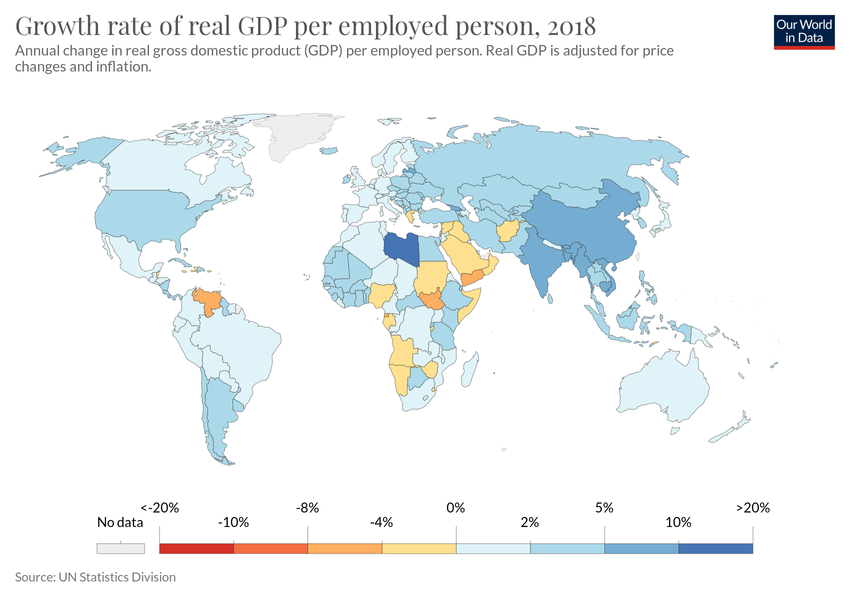 Growth rate of real GDP per employed person, 2018
Annual change in real gross domestic product (GDP) per employed person. Real GDP is adjusted for price
changes and inflation.
Our World
in Data
No data
<-20%
-10%
-8%
-4%
0%
2%
5%
10%
>20%
Source: UN Statistics Division